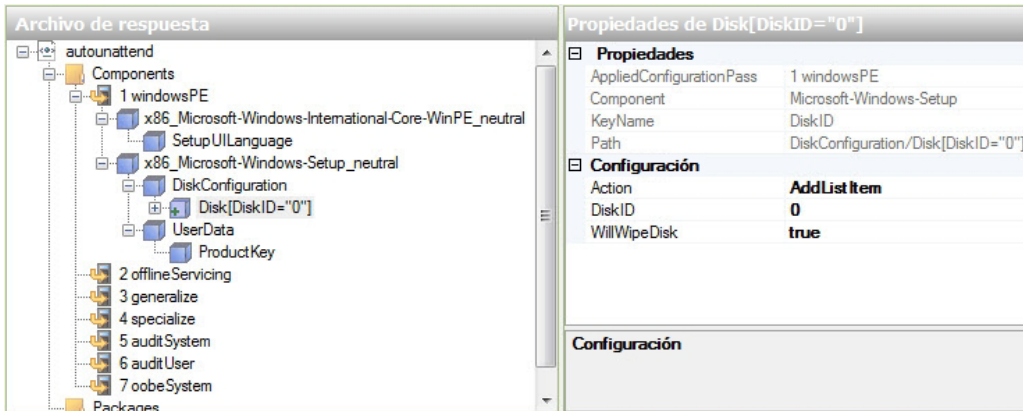 Archivo de respuesta
autounattend
Components
1 windowsPE
x86_Microsoft-Windows-International-Core-WinPE_neutral
SetupUILanguage
x86_Microsoft-Windows-Setup_neutral
DiskConfiguration
Disk[DiskID="0"]
UserData
ProductKey
2 offlineServicing
3 generalize
4 specialize
5 auditSystem
6 auditUser
7 oobeSystem
Packages
Propiedades de Disk[DiskID="0"]
Propiedades
AppliedConfigurationPass 1 windowsPE
Component Microsoft-Windows-Setup
KeyName DiskID
Path DiskConfiguration/Disk[DiskID="0"]
Configuración
Action AddListItem
DiskID 0
WillWipeDisk true
Configuración